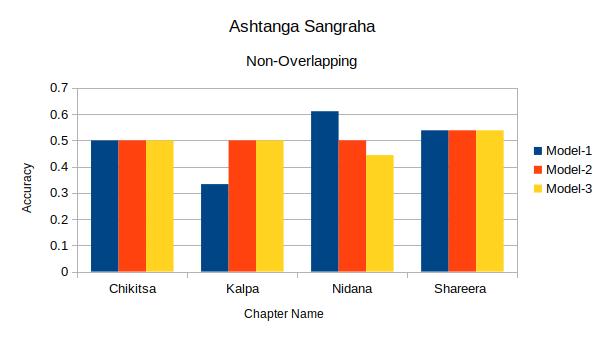 Ashtanga Sangraha
Non-Overlapping
0.7
0.6
0.5
0.4
0.3
0.2
0.1
0
Accuracy
Chikitsa
Kalpa
Nidana
Shareera
Chapter Name
Model-1
Model-2
Model-3